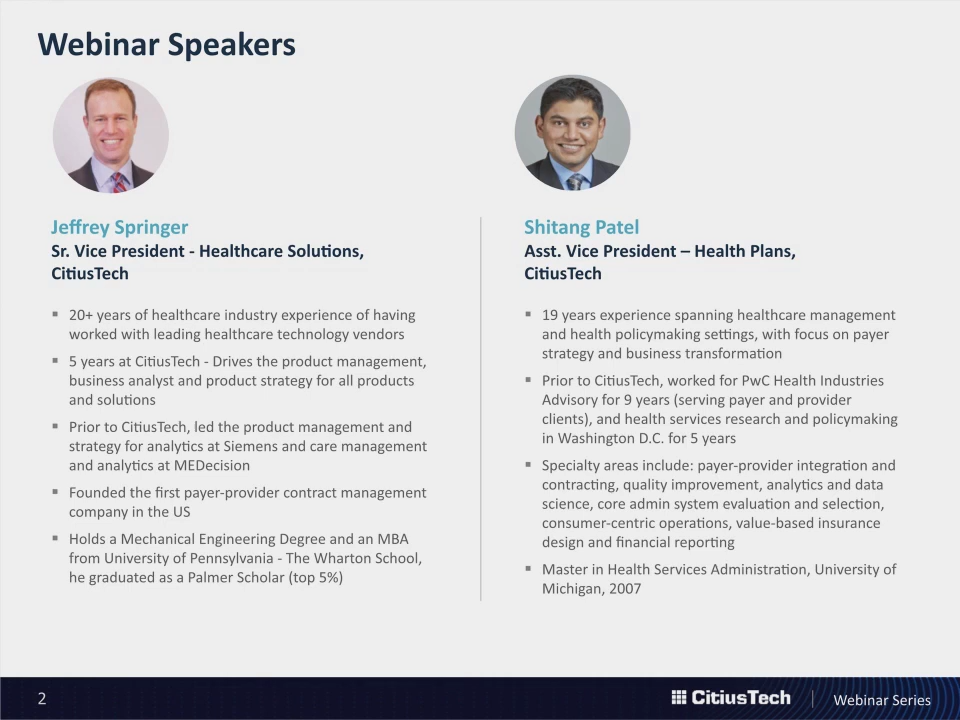 Webinar Speakers
Jeffrey Springer
Sr. Vice President - Healthcare Solutions,
CitiusTech
▪ 20+ years of healthcare industry experience of having
worked with leading healthcare technology vendors
▪ 5 years at CitiusTech - Drives the product management,
business analyst and product strategy for all products
and solutions
▪ Prior to CitiusTech, led the product management and
strategy for analytics at Siemens and care management
and analytics at MEDecision
▪ Founded the first payer-provider contract management
company in the US
▪ Holds a Mechanical Engineering Degree and an MBA
from University of Pennsylvania - The Wharton School,
he graduated as a Palmer Scholar (top 5%)
Shitang Patel
Asst. Vice President – Health Plans,
CitiusTech
▪ 19 years experience spanning healthcare management
and health policymaking settings, with focus on payer
strategy and business transformation
▪ Prior to CitiusTech, worked for PwC Health Industries
Advisory for 9 years (serving payer and provider
clients), and health services research and policymaking
in Washington D.C. for 5 years
▪ Specialty areas include: payer-provider integration and
contracting, quality improvement, analytics and data
science, core admin system evaluation and selection,
consumer-centric operations, value-based insurance
design and financial reporting
▪ Master in Health Services Administration, University of
Michigan, 2007
2
CitiusTech
Webinar Series